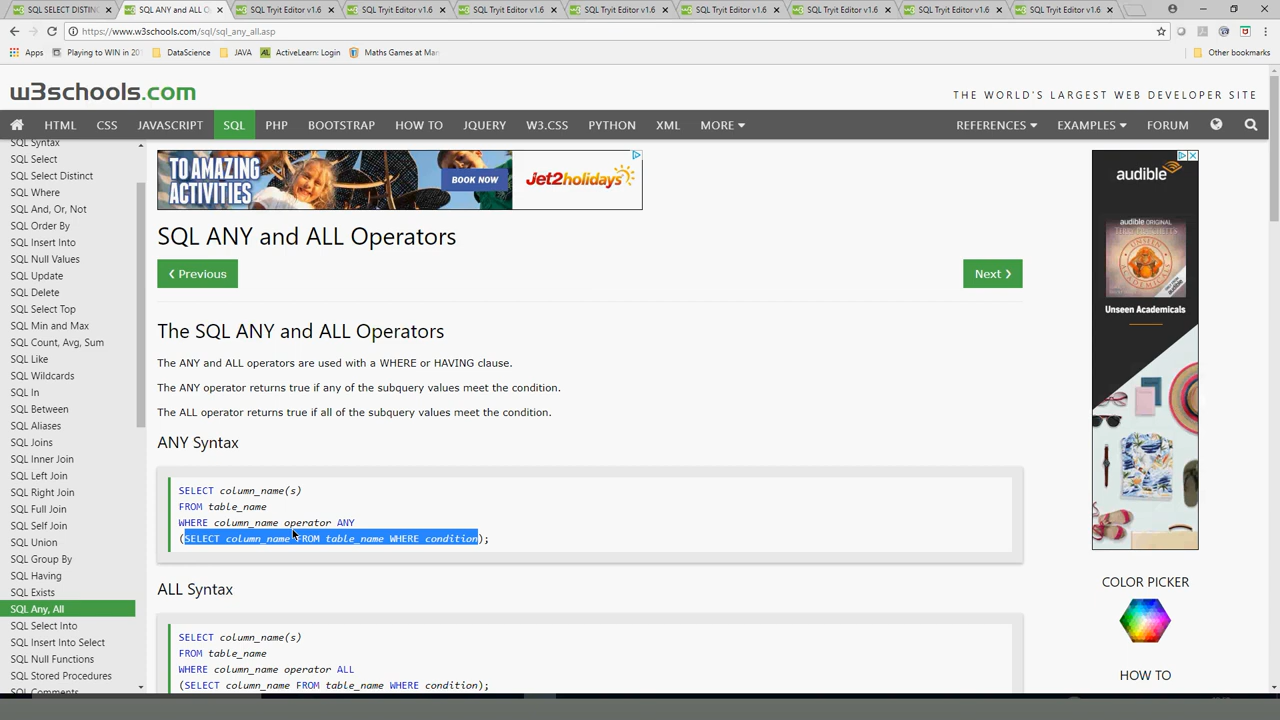 SQL SELECT DISTIN
SQL ANY and ALL O
SQL Tryit Editor v1.6
SQL Tryit Editor v1.6
SQL Tryit Editor v1.6
SQL Tryit Editor v1.6
SQL Tryit Editor v1.6
SQL Tryit Editor v1.6
SQL Tryit Editor v1.6
SQL Tryit Editor v1.6
https://www.w3schools.com/sql/sql_any_all.asp
Apps
Playing to WIN in 20
DataScience
JAVA
ActiveLearn: Login
Maths Games at Man
Other bookmarks
w3schools.com
THE WORLD'S LARGEST WEB DEVELOPER SITE
HTML
CSS
JAVASCRIPT
SQL
PHP
BOOTSTRAP
HOW TO
JQUERY
W3.CSS
PYTHON
XML
MORE
REFERENCES
EXAMPLES
FORUM
SQL Syntax
SQL Select
SQL Select Distinct
SQL Where
SQL And, Or, Not
SQL Order By
SQL Insert Into
SQL Null Values
SQL Update
SQL Delete
SQL Select Top
SQL Min and Max
SQL Count, Avg, Sum
SQL Like
SQL Wildcards
SQL In
SQL Between
SQL Aliases
SQL Joins
SQL Inner Join
SQL Left Join
SQL Right Join
SQL Full Join
SQL Self Join
SQL Union
SQL Group By
SQL Having
SQL Exists
SQL Any, All
SQL Select Into
SQL Insert Into Select
SQL Null Functions
SQL Stored Procedures
SQL Comments
TO AMAZING
ACTIVITIES
BOOK NOW
Jet2holidays
SQL ANY and ALL Operators
❮ Previous
Next ❯
The SQL ANY and ALL Operators
The ANY and ALL operators are used with a WHERE or HAVING clause.
The ANY operator returns true if any of the subquery values meet the condition.
The ALL operator returns true if all of the subquery values meet the condition.
ANY Syntax
SELECT column_name(s)
FROM table_name
WHERE column_name operator ANY
(SELECT column_name FROM table_name WHERE condition);
ALL Syntax
SELECT column_name(s)
FROM table_name
WHERE column_name operator ALL
(SELECT column_name FROM table_name WHERE condition);
audible
audible ORIGINAL
TERRY PRATCHETT
UNSEEN
ACADEMICALS
Unseen Academicals
COLOR PICKER
HOW TO